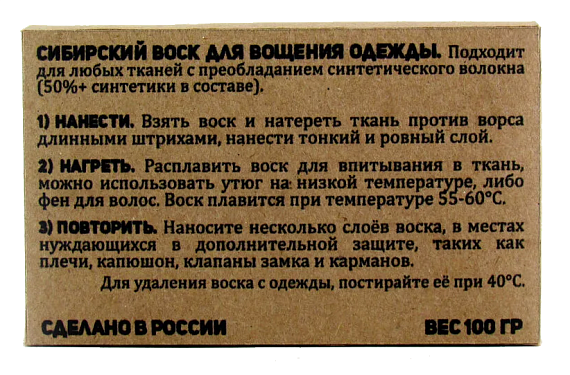 СИБИРСКИЙ ВОСК ДЛЯ ВОЩЕНИЯ ОДЕЖДЫ. Подходит
для любых тканей с преобладанием синтетического волокна
(50%+ синтетики в составе).
1) НАНЕСТИ. Взять воск и натереть ткань против ворса
длинными штрихами, нанести тонкий и ровный слой.
2) НАГРЕТЬ. Расплавить воск для впитывания в ткань,
можно использовать утюг на: низкой температуре, либо
фен для волос. Воск плавится при температуре 55-60°С.
3) ПОВТОРИТЬ. Наносите несколько слоёв воска, в местах
нуждающихся в дополнительной защите, таких как
плечи, капюшон, клапаны замка и карманов.
Для удаления воска с одежды, постирайте её при 40°С.
СДЕЛАНО В РОССИИ ВЕС 100 ГР